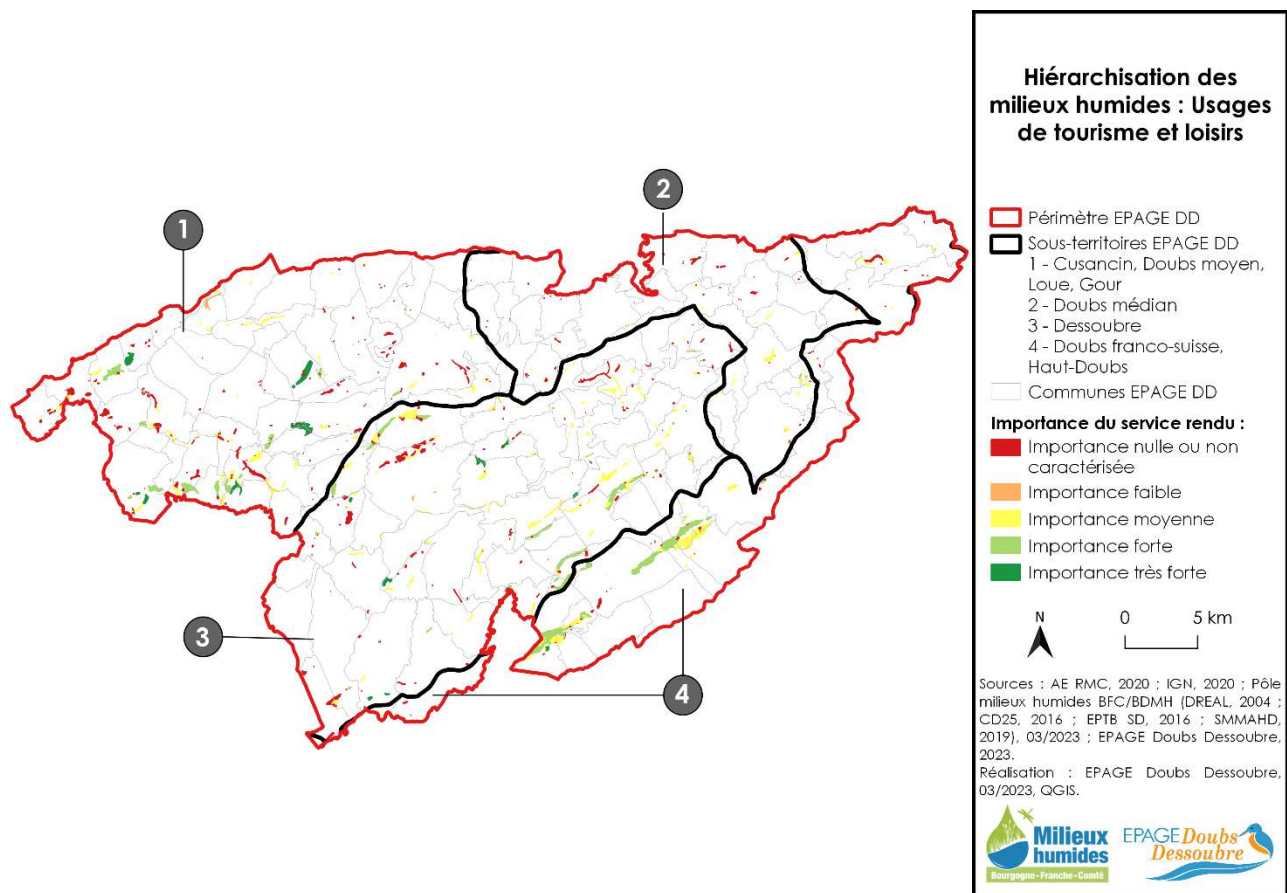 1
2
3
4
Hiérarchisation des
milieux humides : Usages
de tourisme et loisirs
Périmètre EPAGE DD
Sous-territoires EPAGE DD
1 - Cusancin, Doubs moyen,
Loue, Gour
2 - Doubs médian
3 - Dessoubre
4 - Doubs franco-suisse,
Haut-Doubs
Communes EPAGE DD
Importance du service rendu :
Importance nulle ou non
caractérisée
Importance faible
Importance moyenne
Importance forte
Importance très forte
N
0 5 km
Sources : AE RMC, 2020 ; IGN, 2020 ; Pôle
milieux humides BFC/BDMH (DREAL, 2004 ;
CD25, 2016 ; EPTB SD, 2016 ; SMMAHD,
2019), 03/2023 ; EPAGE Doubs Dessoubre,
2023.
Réalisation : EPAGE Doubs Dessoubre,
03/2023, QGIS.
Milieux
humides
Bourgogne-Franche-Comté
EPAGE Doubs
Dessoubre